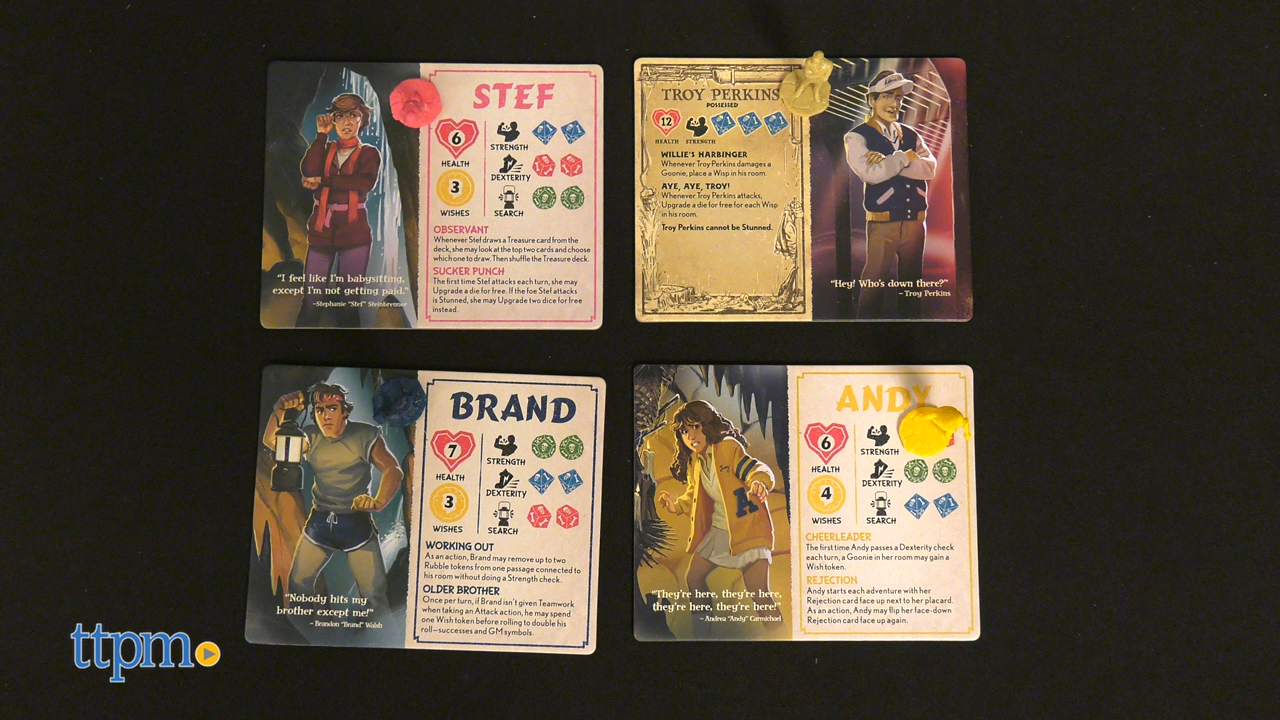 STEF
6
HEALTH
STRENGTH
DEXTERITY
3
WISHES
SEARCH
OBSERVANT
Whenever Stef draws a Treasure card from the
deck, she may look at the top two cards and choose
which one to draw. Then shuffle the Treasure deck.
SUCKER PUNCH
The first time Stef attacks each turn, she may
Upgrade a die for free. If the foe Stef attacks
is Stunned, she may Upgrade two dice for free
instead.
"I feel like I'm babysitting,
except I'm not getting paid."
–Stephanie "Stef" Steinbrenner
TROY PERKINS
POSSESSED
12
HEALTH
STRENGTH
WILLIE'S HARBINGER
Whenever Troy Perkins damages a
Goonie, place a Wisp in his room.
AYE, AYE, TROY!
Whenever Troy Perkins attacks,
Upgrade a die for free for each Wisp
in his room.
Troy Perkins cannot be Stunned.
"Hey! Who's down there?"
– Troy Perkins
BRAND
7
HEALTH
STRENGTH
DEXTERITY
3
WISHES
SEARCH
WORKING OUT
As an action, Brand may remove up to two
Rubble tokens from one passage connected to
his room without doing a Strength check.
OLDER BROTHER
Once per turn, if Brand isn't given Teamwork
when taking an Attack action, he may spend
one Wish token before rolling to double his
roll—successes and GM symbols.
"Nobody hits my
brother except me!"
– Brandon "Brand" Walsh
ANDY
6
HEALTH
STRENGTH
DEXTERITY
4
WISHES
SEARCH
CHEERLEADER
The first time Andy passes a Dexterity check
each turn, a Goonie in her room may gain a
Wish token.
REJECTION
Andy starts each adventure with her
Rejection card face up next to her placard.
As an action, Andy may flip her face-down
Rejection card face up again.
A
"They're here, they're here,
they're here, they're here!"
– Andrea "Andy" Carmichael
ttpm